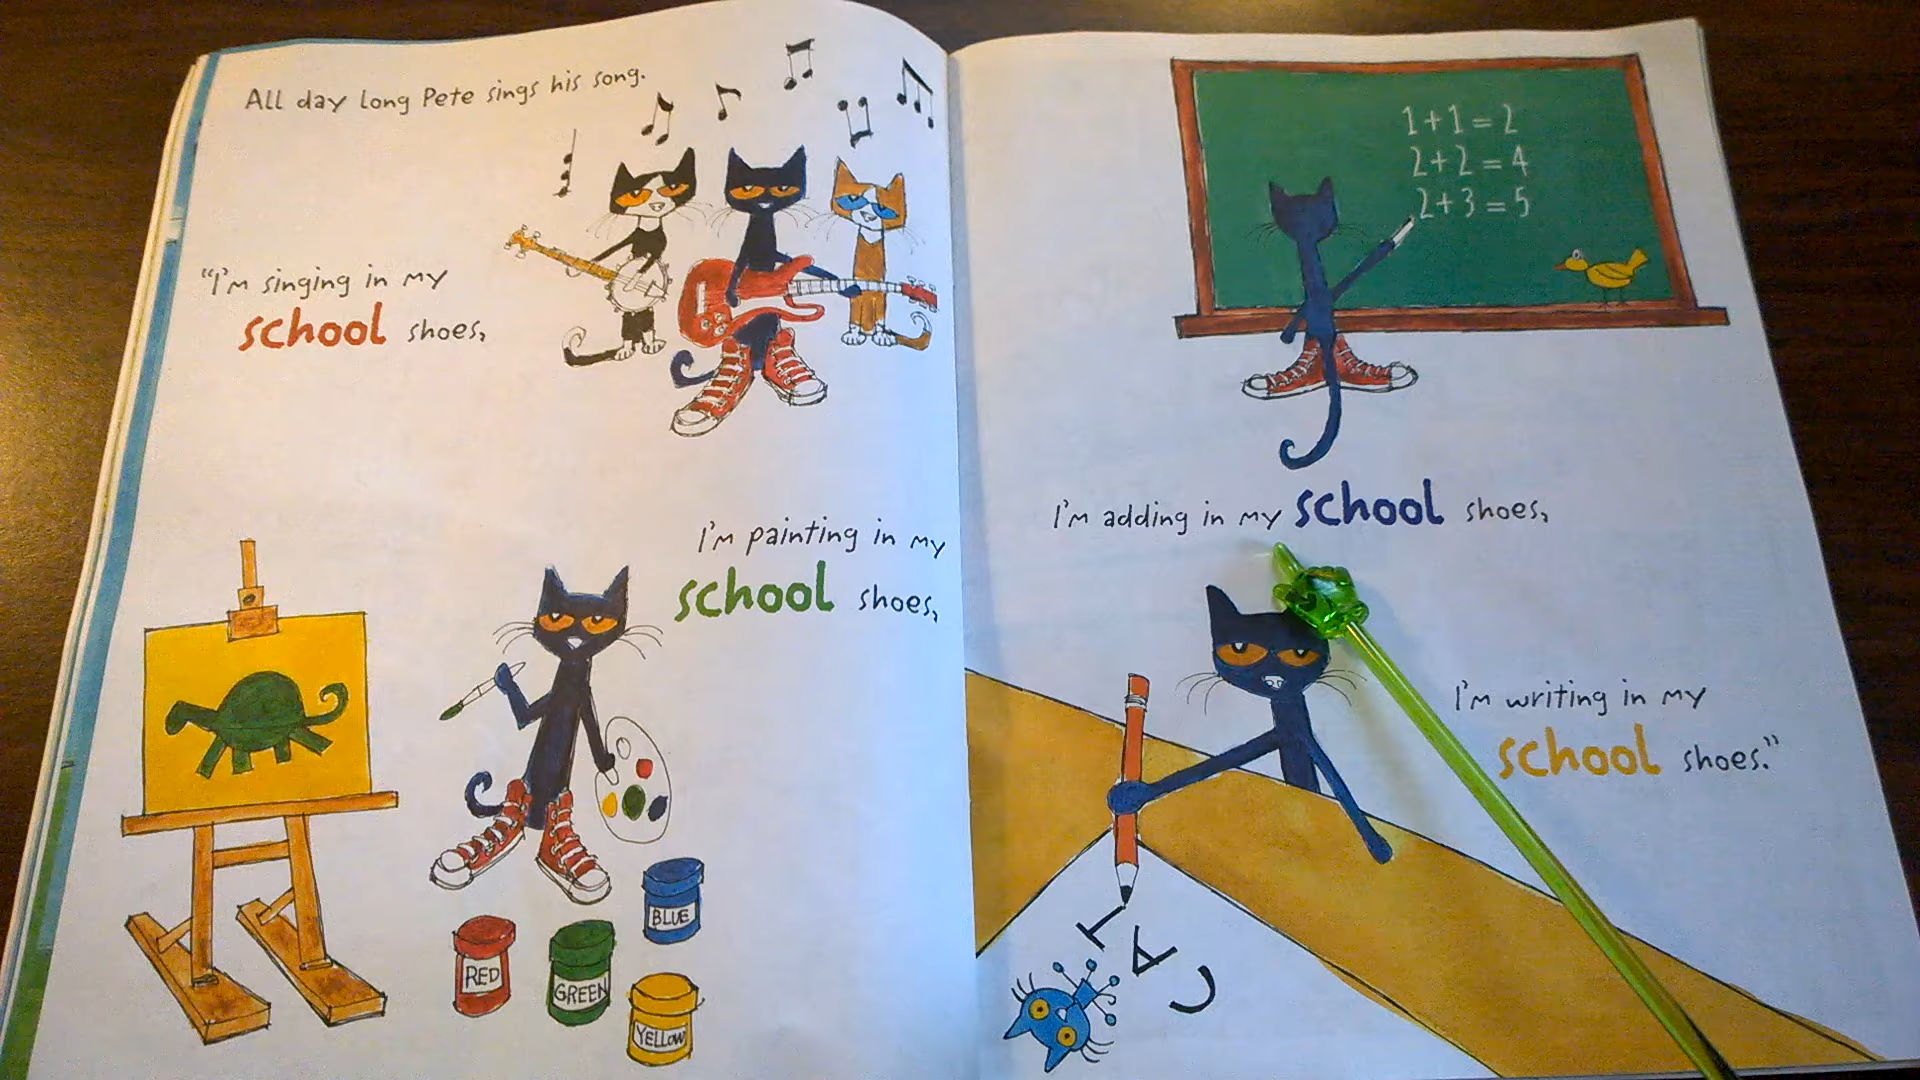 All day long Pete sings his song.
"I'm singing in my
school shoes,
I'm painting in my
school shoes,
RED
GREEN
BLUE
YELLOW
1+1=2
2+2=4
2+3=5
I'm adding in my school shoes,
I'm writing in my
school shoes."
CAT